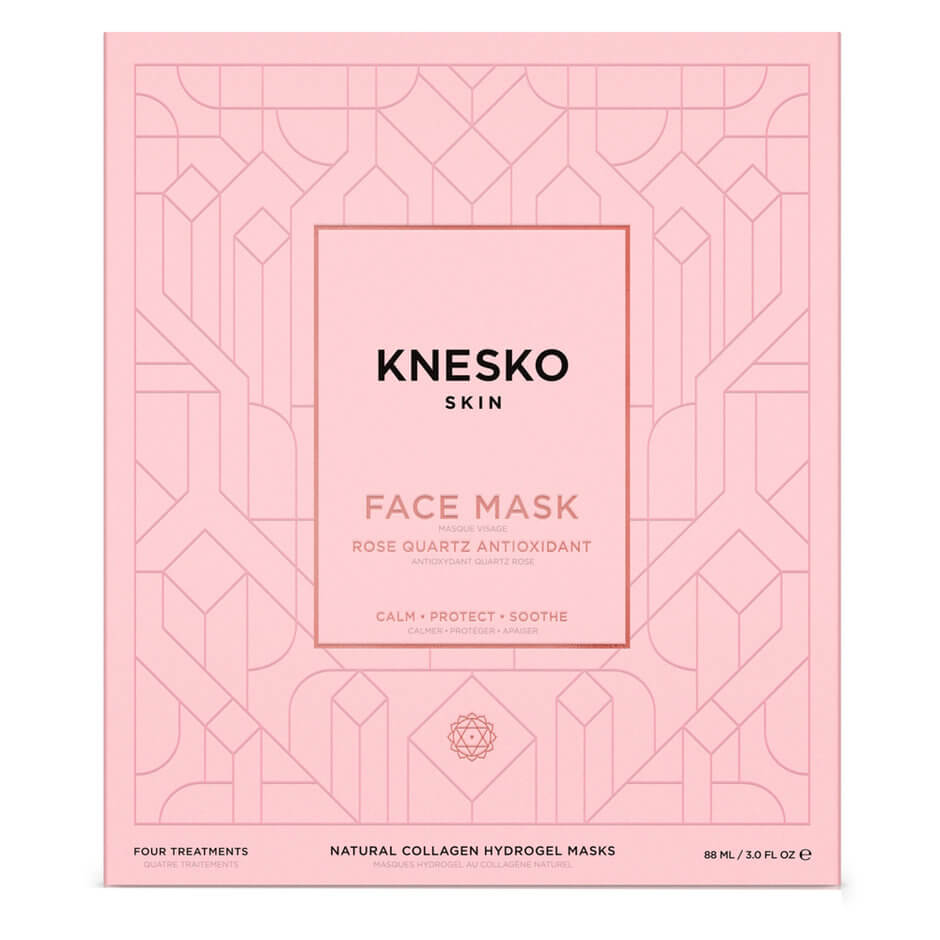 KNESKO
SKIN
FACE MASK
MASQUE VISAGE
ROSE QUARTZ ANTIOXIDANT
ANTIOXYDANT QUARTZ ROSE
CALM • PROTECT • SOOTHE
CALMER • PROTÉGER • APAISER
FOUR TREATMENTS
QUATRE TRAITEMENTS
NATURAL COLLAGEN HYDROGEL MASKS
MASQUES HYDROGEL AU COLLAGÈNE NATUREL
88 ML / 3.0 FL OZ ℮